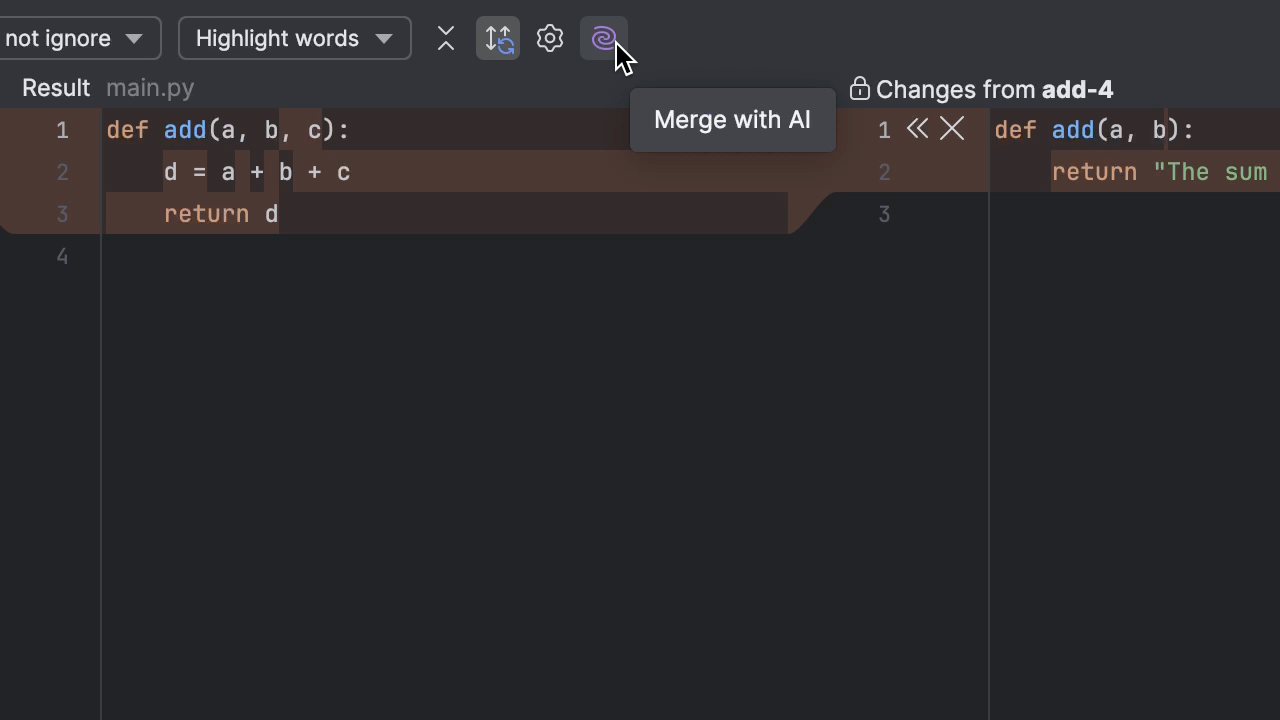 not ignore Highlight words
Result main.py
Changes from add-4
Merge with AI
1 def add(a, b, c):
2 d = a + b + c
3 return d
4
1 def add(a, b):
2 return "The sum
3